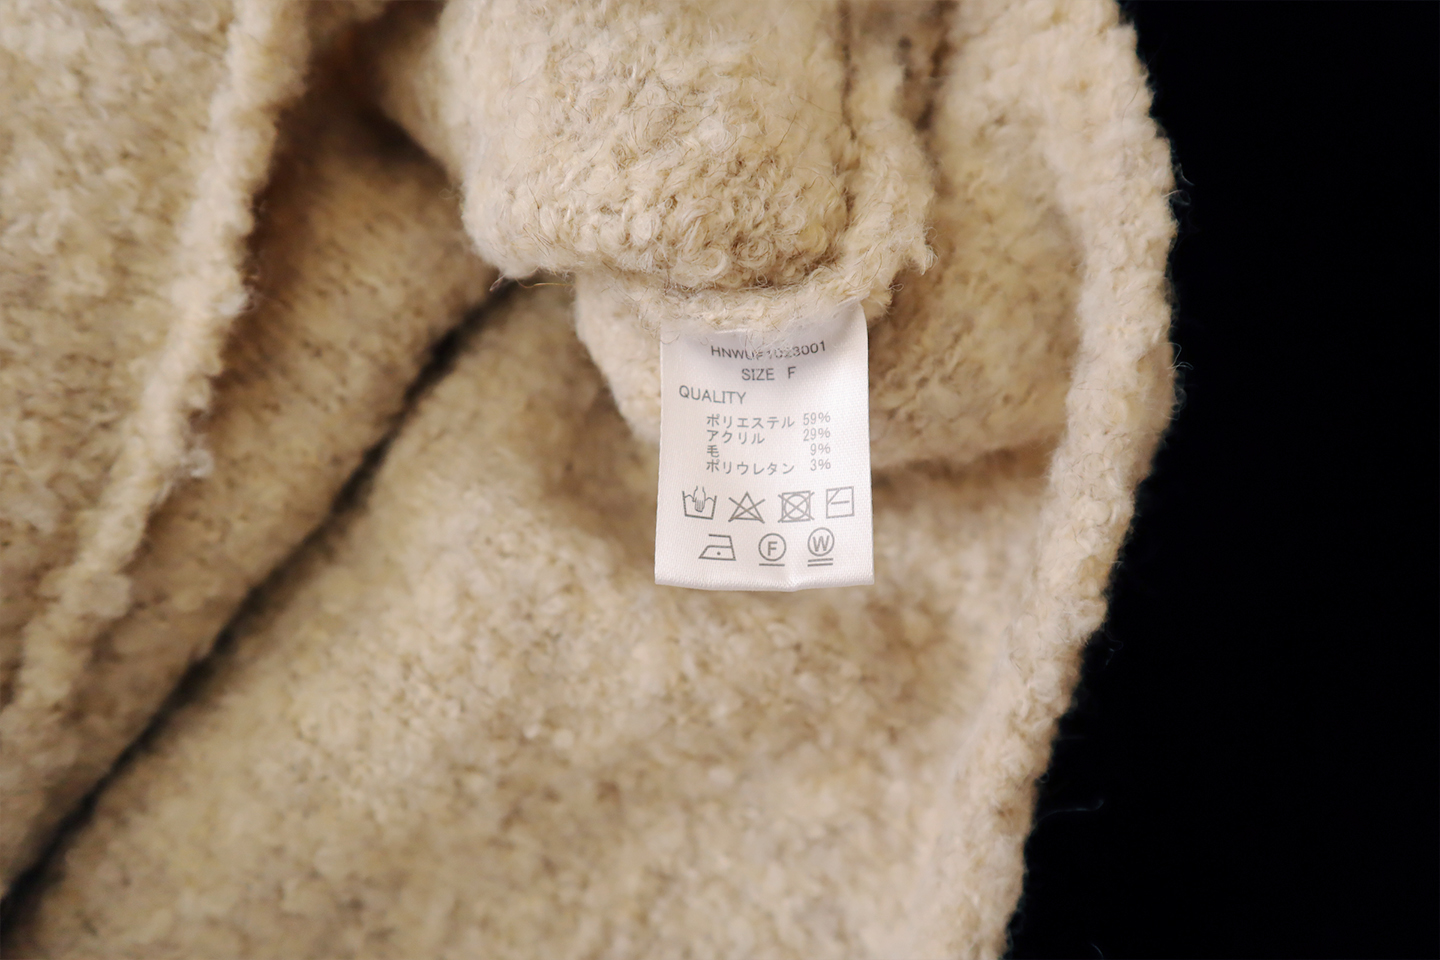 HNWUF1023001
SIZE F
QUALITY
ポリエステル 59%
アクリル 29%
毛 9%
ポリウレタン 3%
F W